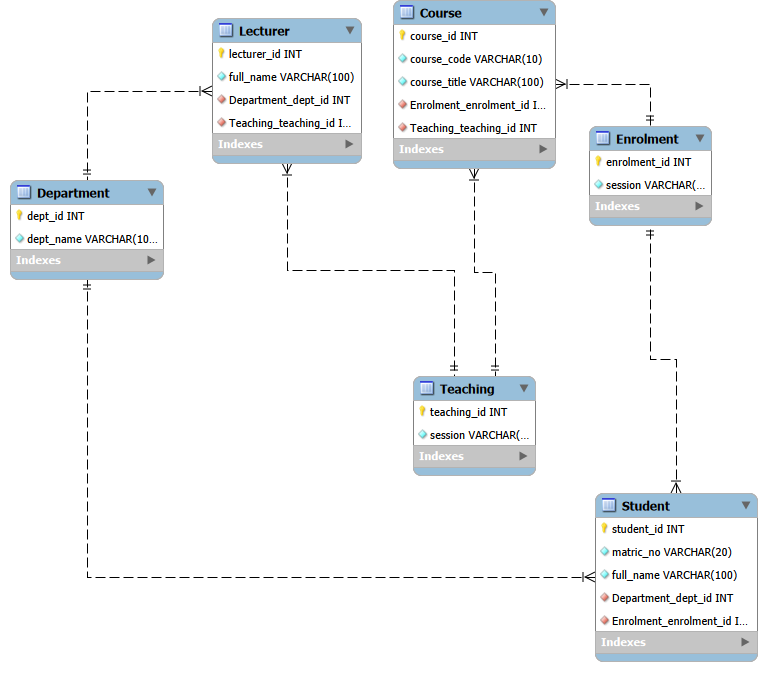 Lecturer
lecturer_id INT
full_name VARCHAR(100)
Department_dept_id INT
Teaching_teaching_id I...
Indexes
Course
course_id INT
course_code VARCHAR(10)
course_title VARCHAR(100)
Enrolment_enrolment_id I...
Teaching_teaching_id INT
Indexes
Enrolment
enrolment_id INT
session VARCHAR(...
Indexes
Department
dept_id INT
dept_name VARCHAR(10...
Indexes
Teaching
teaching_id INT
session VARCHAR(...
Indexes
Student
student_id INT
matric_no VARCHAR(20)
full_name VARCHAR(100)
Department_dept_id INT
Enrolment_enrolment_id I...
Indexes